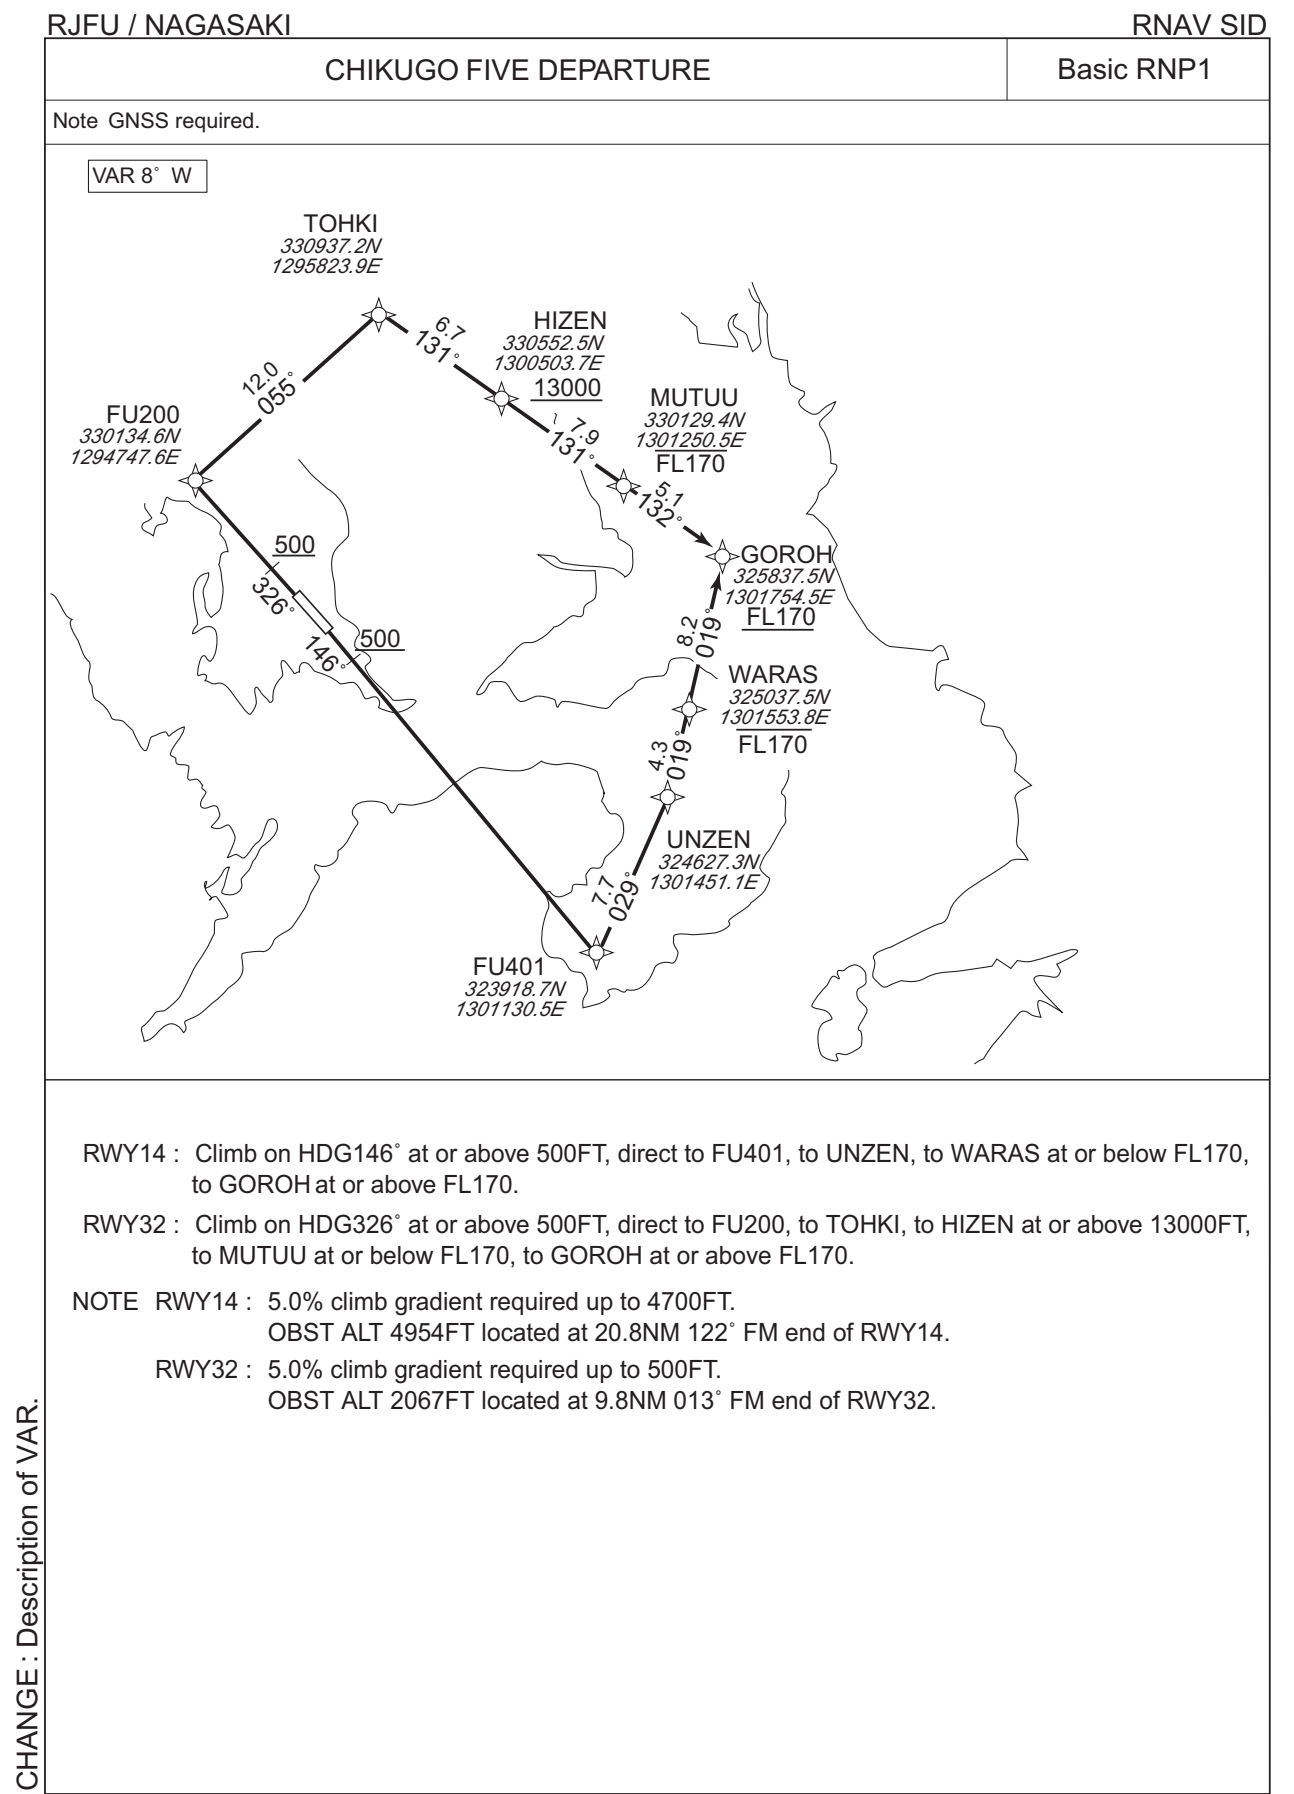 RJFU / NAGASAKI
RNAV SID
CHIKUGO FIVE DEPARTURE
Basic RNP1
Note GNSS required.
VAR 8° W
TOHKI
330937.2N
1295823.9E
6.7
131°
HIZEN
330552.5N
1300503.7E
13000
12.0
055°
MUTUU
330129.4N
1301250.5E
FL170
FU200
330134.6N
1294747.6E
7.9
131°
5.1
132°
500
326°
GOROH
325837.5N
1301754.5E
FL170
146°
500
8.2
019°
WARAS
325037.5N
1301553.8E
FL170
4.3
019°
UNZEN
324627.3N
1301451.1E
7.7
029°
FU401
323918.7N
1301130.5E
RWY14 : Climb on HDG146° at or above 500FT, direct to FU401, to UNZEN, to WARAS at or below FL170,
to GOROH at or above FL170.
RWY32 : Climb on HDG326° at or above 500FT, direct to FU200, to TOHKI, to HIZEN at or above 13000FT,
to MUTUU at or below FL170, to GOROH at or above FL170.
NOTE RWY14 : 5.0% climb gradient required up to 4700FT.
OBST ALT 4954FT located at 20.8NM 122° FM end of RWY14.
RWY32 : 5.0% climb gradient required up to 500FT.
OBST ALT 2067FT located at 9.8NM 013° FM end of RWY32.
CHANGE : Description of VAR.